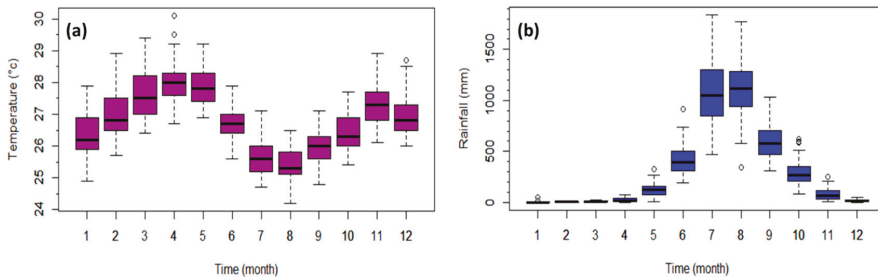 (a)
Temperature (°c)
30
29
28
27
26
25
24
1 2 3 4 5 6 7 8 9 10 11 12
Time (month)
(b)
Rainfall (mm)
1500
1000
500
0
1 2 3 4 5 6 7 8 9 10 11 12
Time (month)